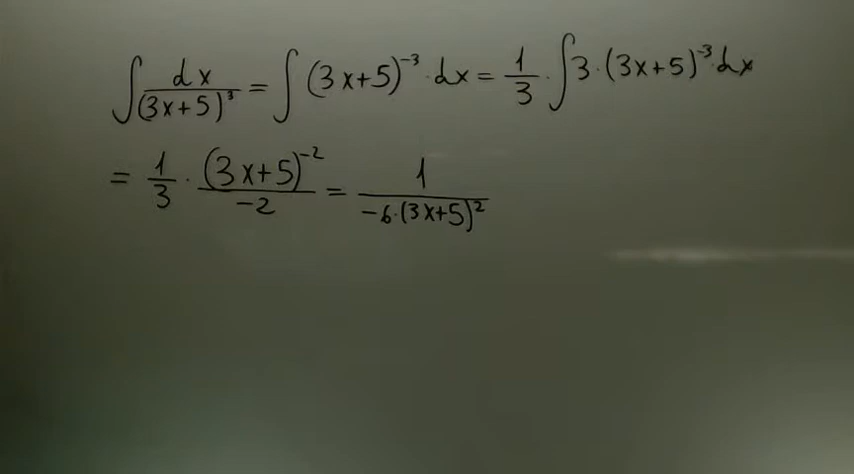 ∫ dx/(3x+5)³ = ∫ (3x+5)⁻³ · dx = 1/3 · ∫ 3 · (3x+5)⁻³ · dx
= 1/3 · (3x+5)⁻²/-2 = 1/-6·(3x+5)²